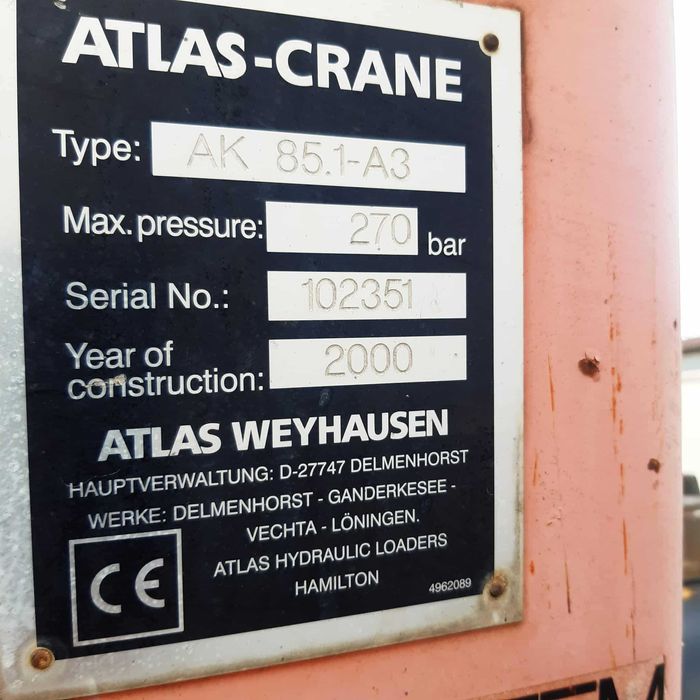 ATLAS-CRANE
Type: AK 85.1-A3
Max. pressure: 270 bar
Serial No.: 102351
Year of
construction: 2000
ATLAS WEYHAUSEN
HAUPTVERWALTUNG: D-27747 DELMENHORST
WERKE: DELMENHORST - GANDERKESEE -
VECHTA - LÖNINGEN.
ATLAS HYDRAULIC LOADERS
HAMILTON
CE
4962089